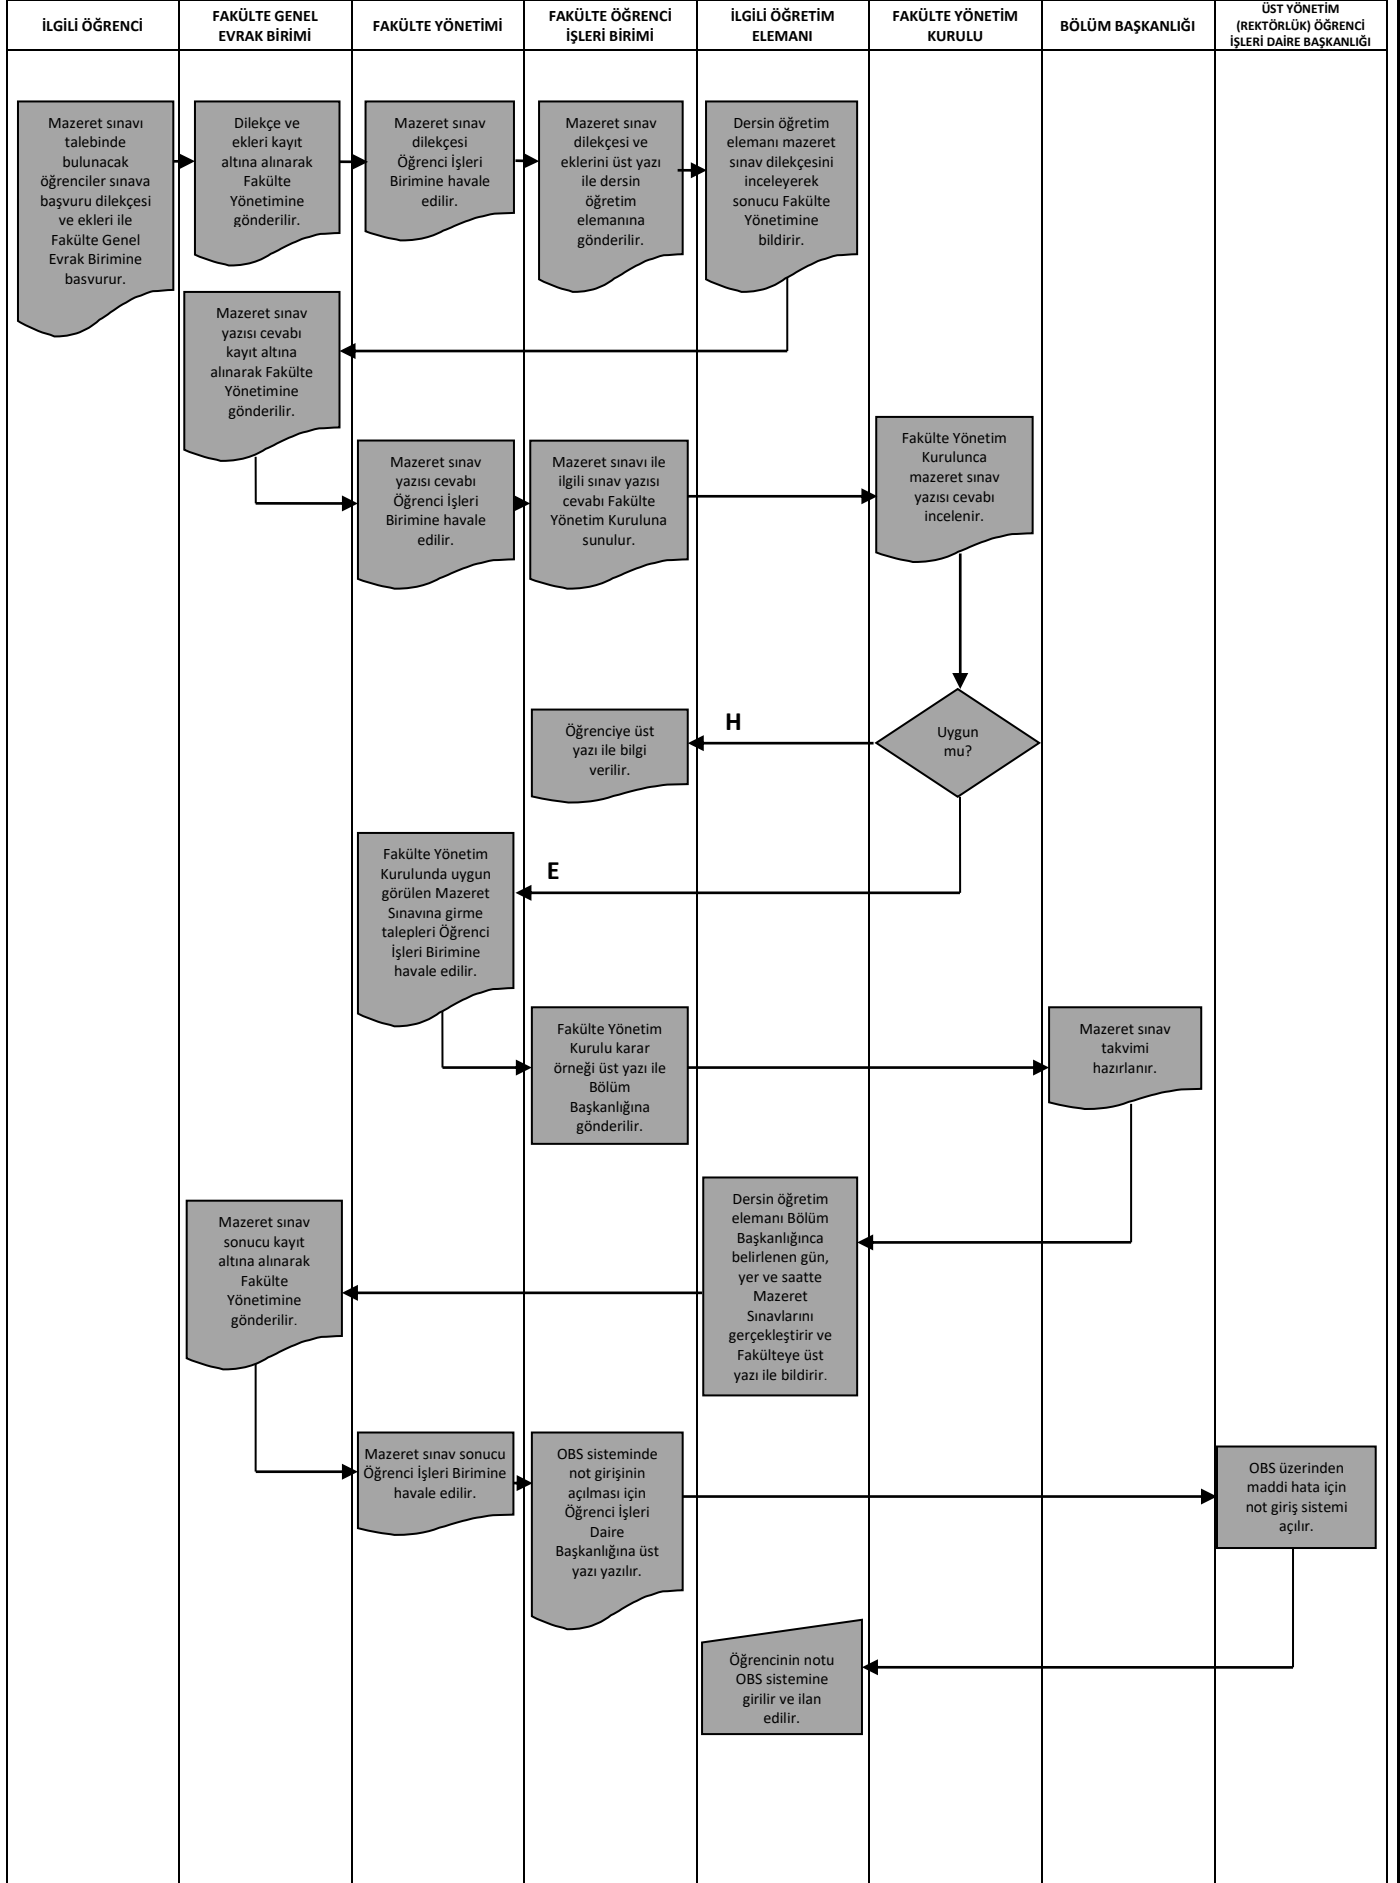 İLGİLİ ÖĞRENCİ
FAKÜLTE GENEL
EVRAK BİRİMİ
FAKÜLTE YÖNETİMİ
FAKÜLTE ÖĞRENCİ
İŞLERİ BİRİMİ
İLGİLİ ÖĞRETİM
ELEMANI
FAKÜLTE YÖNETİM
KURULU
BÖLÜM BAŞKANLIĞI
ÜST YÖNETİM
(REKTÖRLÜK) ÖĞRENCİ
İŞLERİ DAİRE BAŞKANLIĞI
Mazeret sınavı
talebinde
bulunacak
öğrenciler sınava
başvuru dilekçesi
ve ekleri ile
Fakülte Genel
Evrak Birimine
basvurur.
Dilekçe ve
ekleri kayıt
altına alınarak
Fakülte
Yönetimine
gönderilir.
Mazeret sınav
dilekçesi
Öğrenci İşleri
Birimine havale
edilir.
Mazeret sınav
dilekçesi ve
eklerini üst yazı
ile dersin
öğretim
elemanına
gönderilir.
Dersin öğretim
elemanı mazeret
sınav dilekçesini
inceleyerek
sonucu Fakülte
Yönetimine
bildirir.
Mazeret sınav
yazısı cevabı
kayıt altına
alınarak Fakülte
Yönetimine
gönderilir.
Mazeret sınav
yazısı cevabı
Öğrenci İşleri
Birimine havale
edilir.
Mazeret sınavı ile
ilgili sınav yazısı
cevabı Fakülte
Yönetim Kuruluna
sunulur.
Fakülte Yönetim
Kurulunca
mazeret sınav
yazısı cevabı
incelenir.
Uygun
mu?
H
Öğrenciye üst
yazı ile bilgi
verilir.
E
Fakülte Yönetim
Kurulunda uygun
görülen Mazeret
Sınavına girme
talepleri Öğrenci
İşleri Birimine
havale edilir.
Fakülte Yönetim
Kurulu karar
örneği üst yazı ile
Bölüm
Başkanlığına
gönderilir.
Mazeret sınav
takvimi
hazırlanır.
Dersin öğretim
elemanı Bölüm
Başkanlığınca
belirlenen gün,
yer ve saatte
Mazeret
Sınavlarını
gerçekleştirir ve
Fakülteye üst
yazı ile bildirir.
Mazeret sınav
sonucu kayıt
altına alınarak
Fakülte
Yönetimine
gönderilir.
Mazeret sınav sonucu
Öğrenci İşleri Birimine
havale edilir.
OBS sisteminde
not girişinin
açılması için
Öğrenci İşleri
Daire
Başkanlığına üst
yazı yazılır.
OBS üzerinden
maddi hata için
not giriş sistemi
açılır.
Öğrencinin notu
OBS sistemine
girilir ve ilan
edilir.